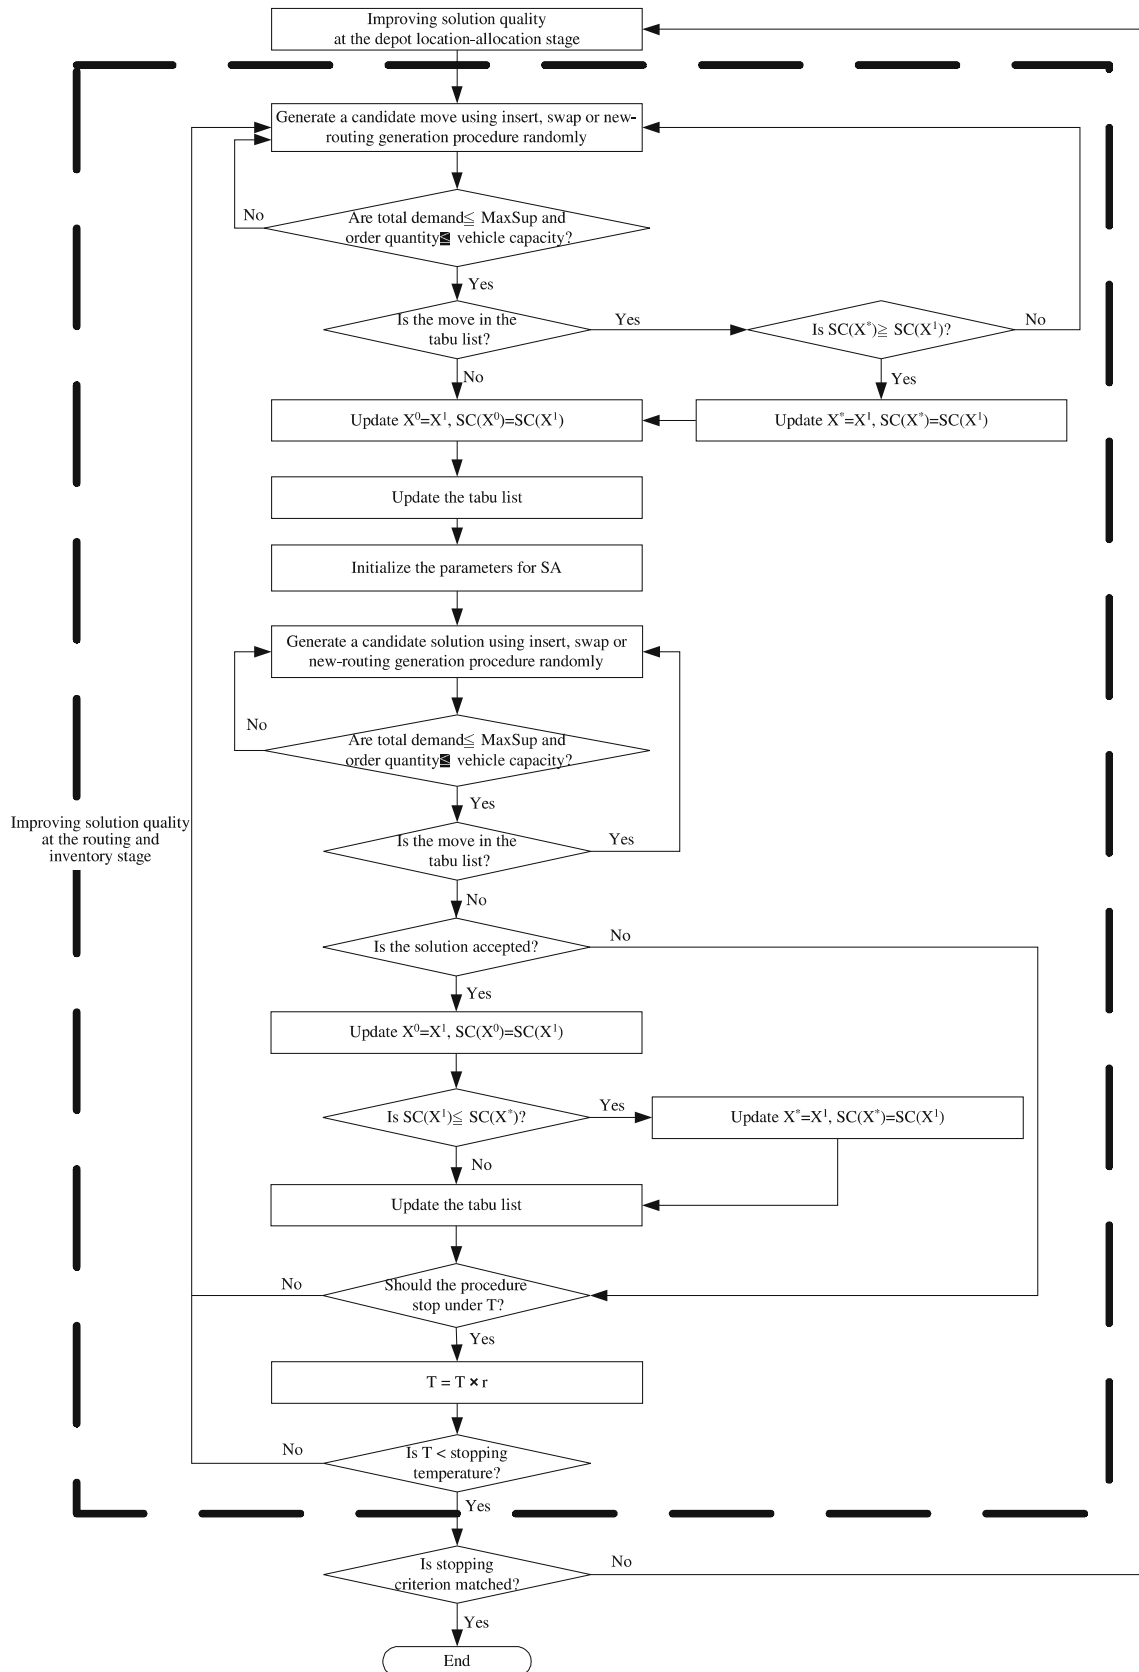 Improving solution quality
at the depot location-allocation stage
Generate a candidate move using insert, swap or new-
routing generation procedure randomly
No
Are total demand≦ MaxSup and
order quantity≦ vehicle capacity?
Yes
Is the move in the
tabu list?
Yes
Is SC(X*)≧ SC(X¹)?
No
No
Yes
Update X⁰=X¹, SC(X⁰)=SC(X¹)
Update X*=X¹, SC(X*)=SC(X¹)
Update the tabu list
Initialize the parameters for SA
Generate a candidate solution using insert, swap or
new-routing generation procedure randomly
No
Are total demand≦ MaxSup and
order quantity≦ vehicle capacity?
Yes
Improving solution quality
at the routing and
inventory stage
Is the move in the
tabu list?
Yes
No
Is the solution accepted?
No
Yes
Update X⁰=X¹, SC(X⁰)=SC(X¹)
Is SC(X¹)≦ SC(X*)?
Yes
Update X*=X¹, SC(X*)=SC(X¹)
No
Update the tabu list
No
Should the procedure
stop under T?
Yes
T = T × r
No
Is T < stopping
temperature?
Yes
Is stopping
criterion matched?
No
Yes
End